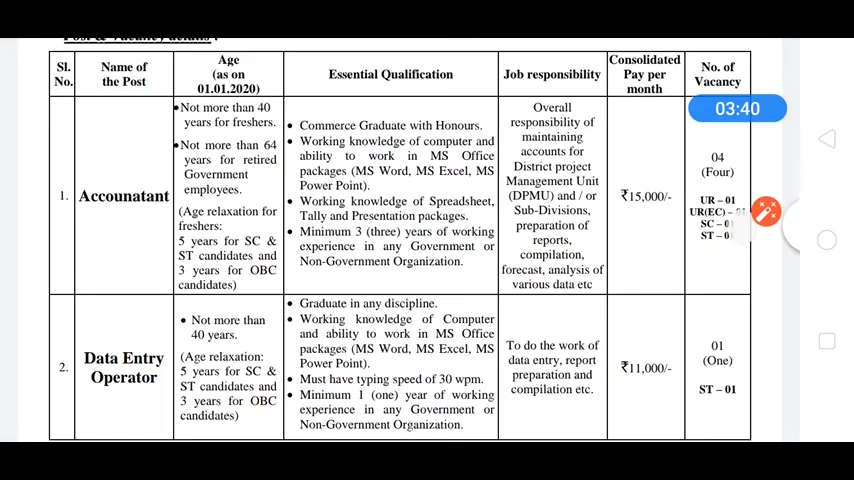 Post & Vacancy details :
Sl. No.
Name of the Post
Age (as on 01.01.2020)
Essential Qualification
Job responsibility
Consolidated Pay per month
No. of Vacancy
03:40
1.
Accounatant
•Not more than 40
years for freshers.
•Not more than 64
years for retired
Government
employees.
(Age relaxation for
freshers:
5 years for SC &
ST candidates and
3 years for OBC
candidates)
• Commerce Graduate with Honours.
• Working knowledge of computer and
ability to work in MS Office
packages (MS Word, MS Excel, MS
Power Point).
• Working knowledge of Spreadsheet,
Tally and Presentation packages.
• Minimum 3 (three) years of working
experience in any Government or
Non-Government Organization.
Overall
responsibility of
maintaining
accounts for
District project
Management Unit
(DPMU) and / or
Sub-Divisions,
preparation of
reports,
compilation,
forecast, analysis of
various data etc
₹15,000/-
04
(Four)
UR – 01
UR(EC) – 01
SC – 01
ST – 01
2.
Data Entry
Operator
• Not more than
40 years.
(Age relaxation:
5 years for SC &
ST candidates and
3 years for OBC
candidates)
• Graduate in any discipline.
• Working knowledge of Computer
and ability to work in MS Office
packages (MS Word, MS Excel, MS
Power Point).
• Must have typing speed of 30 wpm.
• Minimum 1 (one) year of working
experience in any Government or
Non-Government Organization.
To do the work of
data entry, report
preparation and
compilation etc.
₹11,000/-
01
(One)
ST – 01